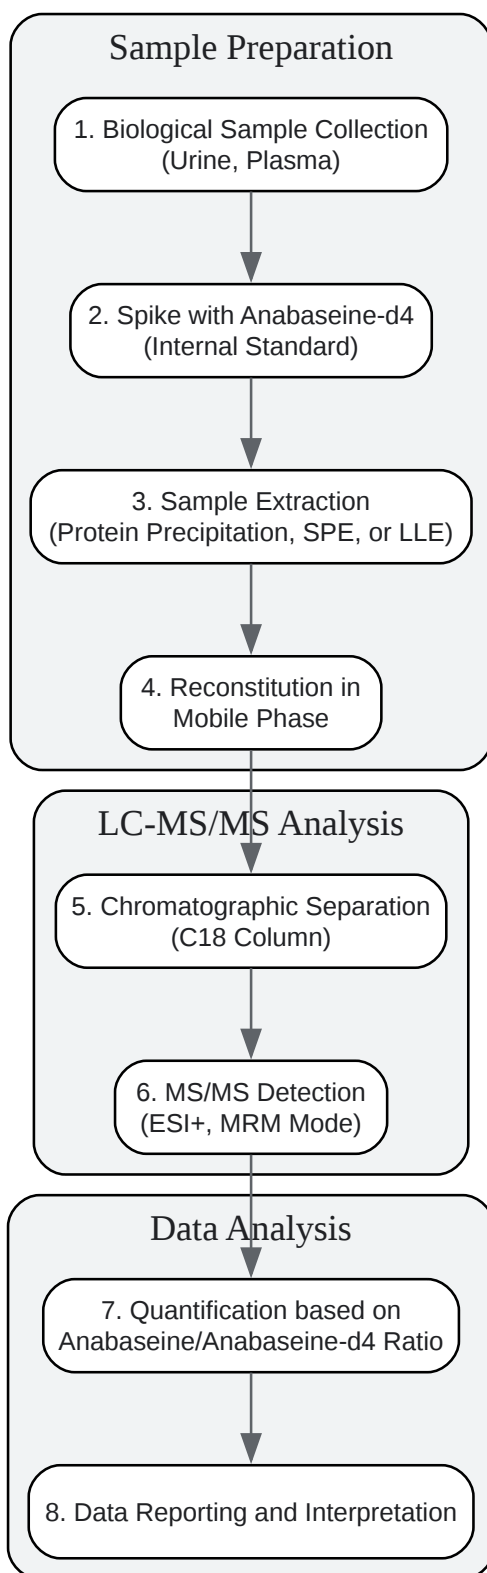 Sample Preparation
1. Biological Sample Collection
(Urine, Plasma)
2. Spike with Anabaseine-d4
(Internal Standard)
3. Sample Extraction
(Protein Precipitation, SPE, or LLE)
4. Reconstitution in
Mobile Phase
LC-MS/MS Analysis
5. Chromatographic Separation
(C18 Column)
6. MS/MS Detection
(ESI+, MRM Mode)
Data Analysis
7. Quantification based on
Anabaseine/Anabaseine-d4 Ratio
8. Data Reporting and Interpretation